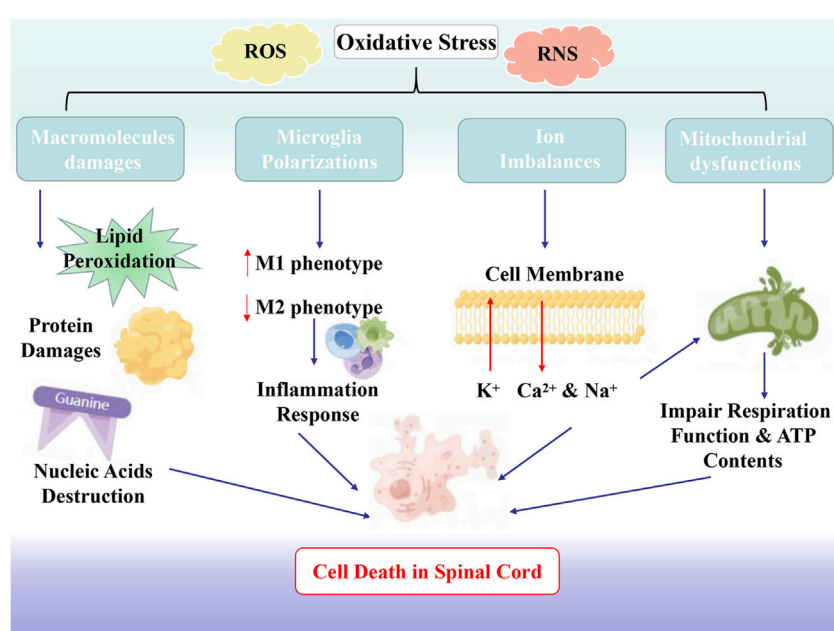 ROS
Oxidative Stress
RNS
Macromolecules
damages
Microglia
Polarizations
Ion
Imbalances
Mitochondrial
dysfunctions
Lipid
Peroxidation
Protein
Damages
Guanine
Nucleic Acids
Destruction
M1 phenotype
M2 phenotype
Inflammation
Response
Cell Membrane
K⁺ Ca²⁺ & Na⁺
Impair Respiration
Function & ATP
Contents
Cell Death in Spinal Cord